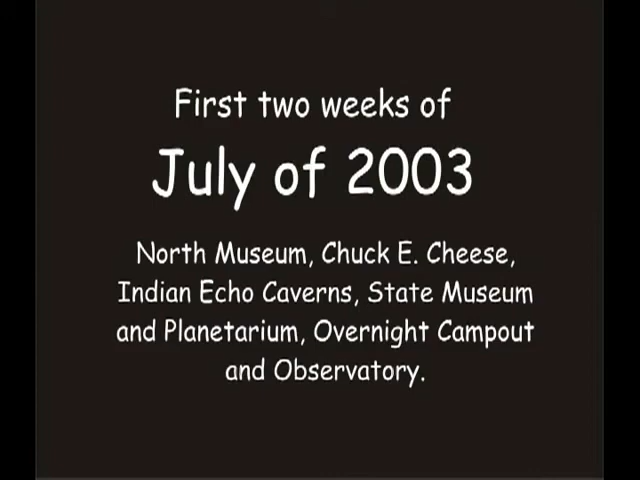 First two weeks of
July of 2003
North Museum, Chuck E. Cheese,
Indian Echo Caverns, State Museum
and Planetarium, Overnight Campout
and Observatory.